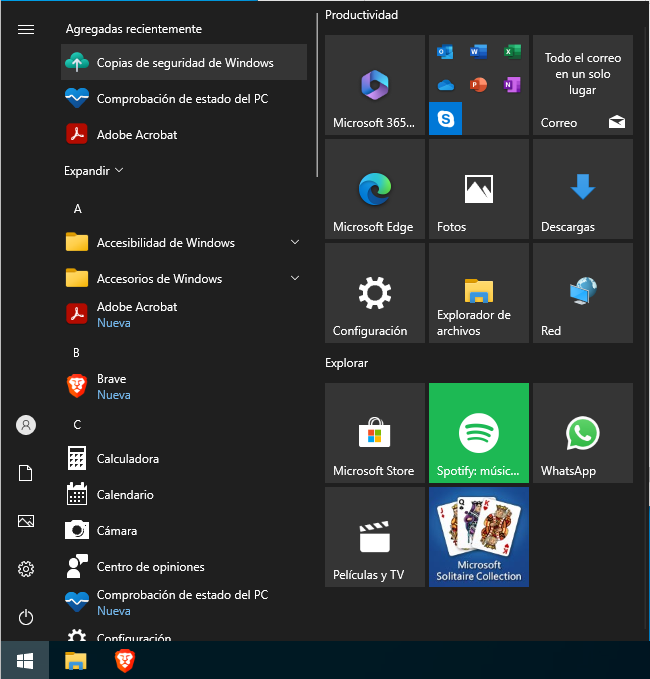 Agregadas recientemente
Copias de seguridad de Windows
Comprobación de estado del PC
Adobe Acrobat
Expandir
A
Accesibilidad de Windows
Accesorios de Windows
Adobe Acrobat
Nueva
B
Brave
Nueva
C
Calculadora
Calendario
Cámara
Centro de opiniones
Comprobación de estado del PC
Nueva
Configuración
Productividad
Microsoft 365...
Todo el correo
en un solo
lugar
Correo
Microsoft Edge
Fotos
Descargas
Configuración
Explorador de
archivos
Red
Explorar
Microsoft Store
Spotify: músic...
WhatsApp
Películas y TV
Microsoft
Solitaire Collection